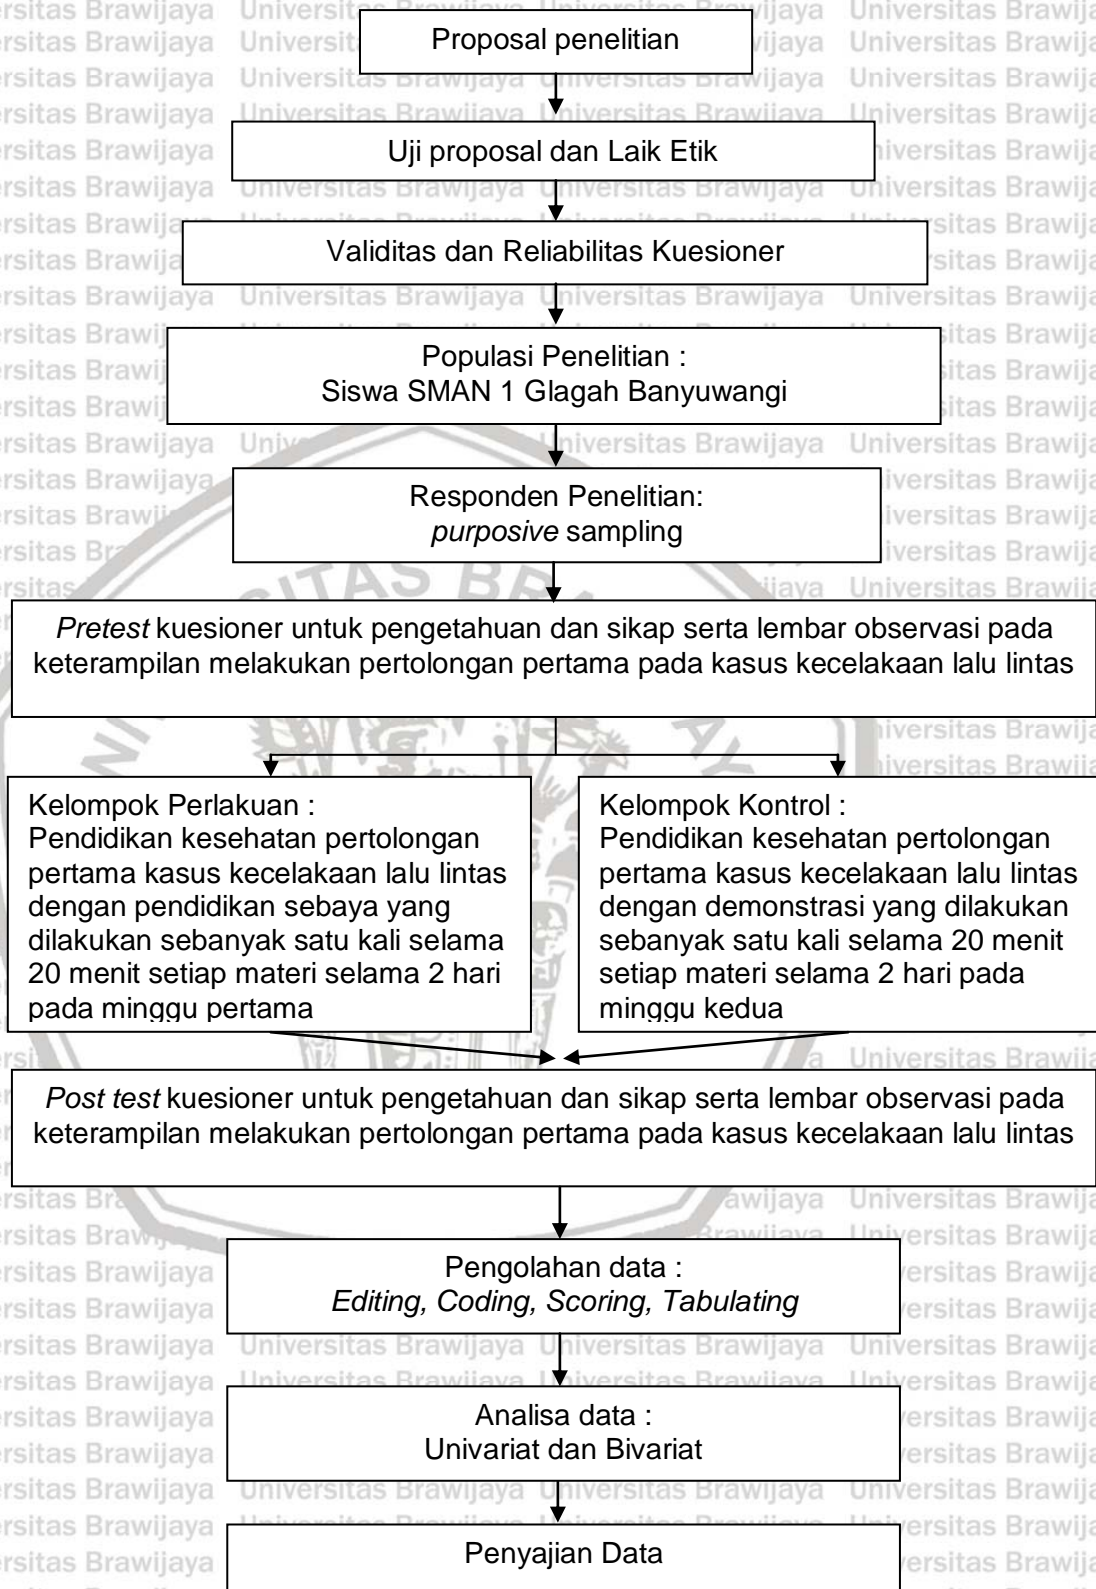 Proposal penelitian
Uji proposal dan Laik Etik
Validitas dan Reliabilitas Kuesioner
Populasi Penelitian :
Siswa SMAN 1 Glagah Banyuwangi
Responden Penelitian:
purposive sampling
Pretest kuesioner untuk pengetahuan dan sikap serta lembar observasi pada
keterampilan melakukan pertolongan pertama pada kasus kecelakaan lalu lintas
Kelompok Perlakuan :
Pendidikan kesehatan pertolongan
pertama kasus kecelakaan lalu lintas
dengan pendidikan sebaya yang
dilakukan sebanyak satu kali selama
20 menit setiap materi selama 2 hari
pada minggu pertama
Kelompok Kontrol :
Pendidikan kesehatan pertolongan
pertama kasus kecelakaan lalu lintas
dengan demonstrasi yang dilakukan
sebanyak satu kali selama 20 menit
setiap materi selama 2 hari pada
minggu kedua
Post test kuesioner untuk pengetahuan dan sikap serta lembar observasi pada
keterampilan melakukan pertolongan pertama pada kasus kecelakaan lalu lintas
Pengolahan data :
Editing, Coding, Scoring, Tabulating
Analisa data :
Univariat dan Bivariat
Penyajian Data